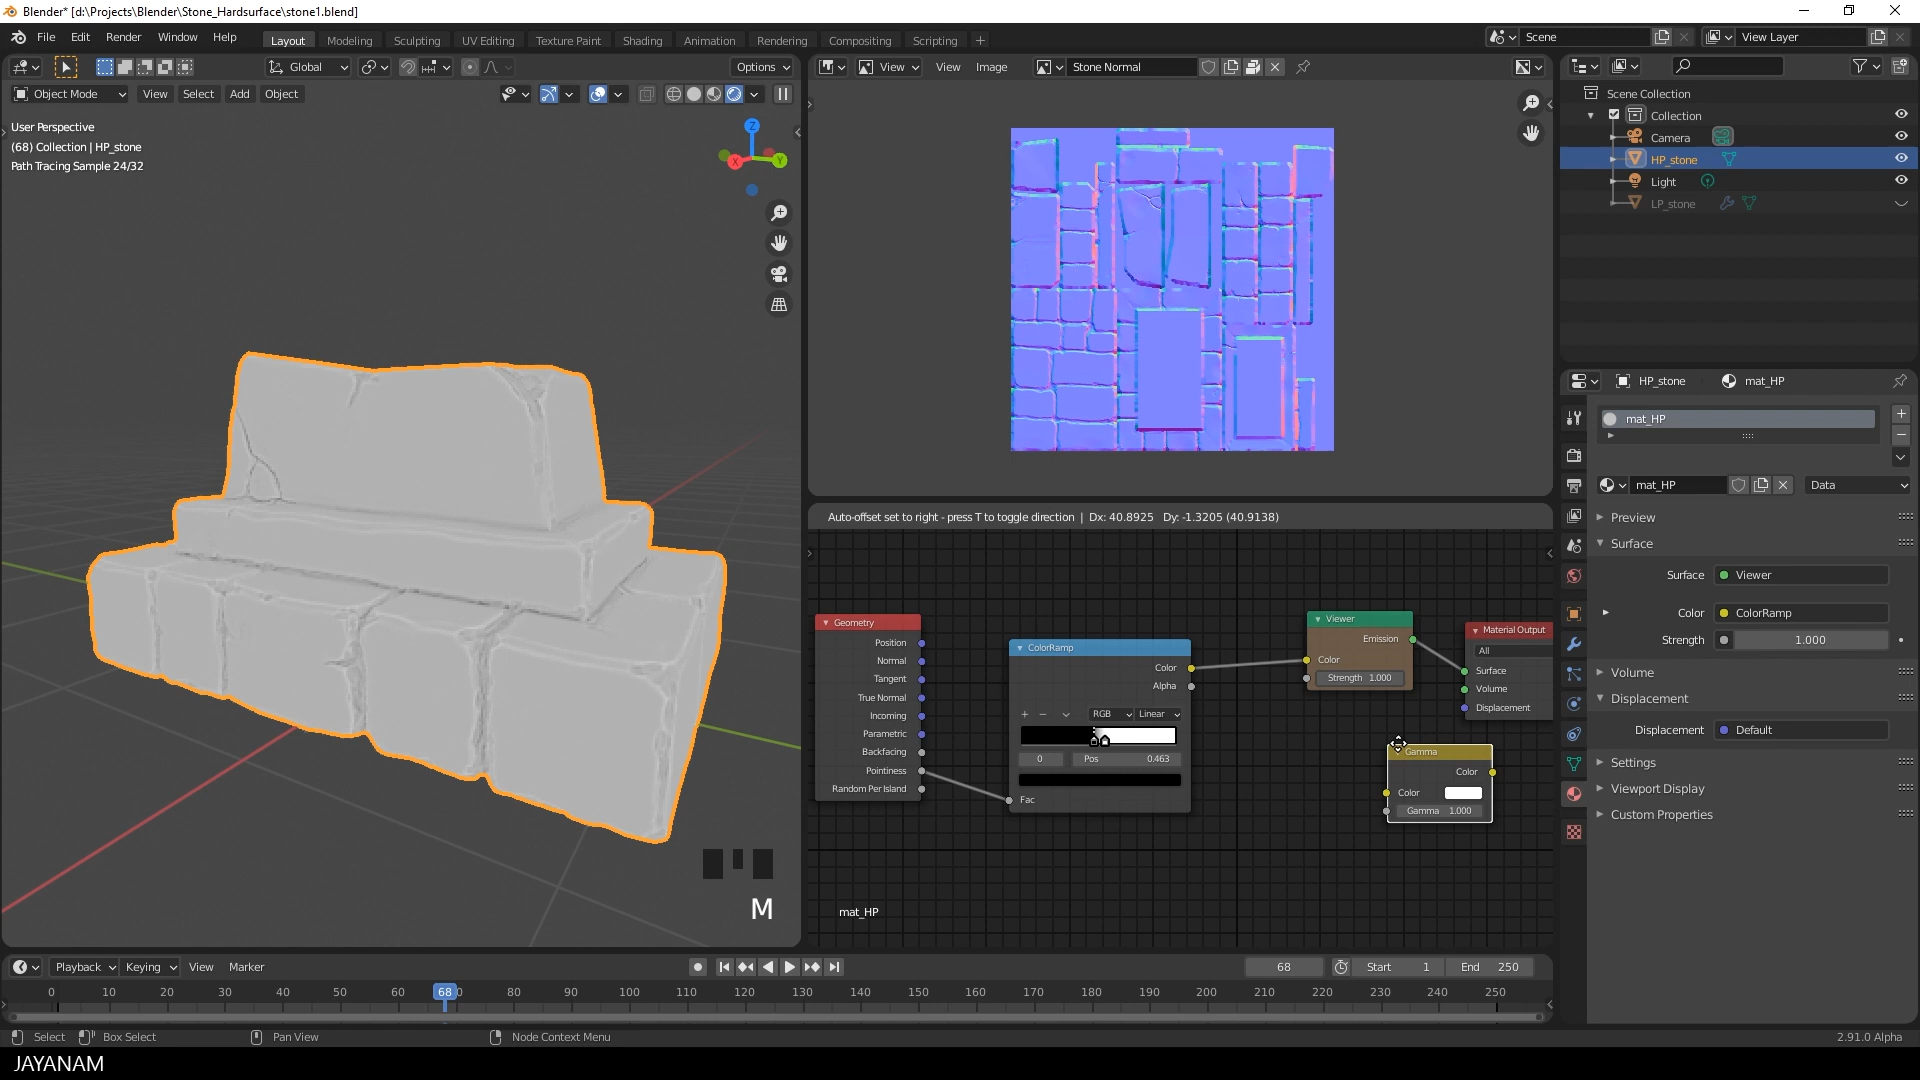 Blender* [d:\Projects\Blender\Stone_Hardsurface\stone1.blend]
File Edit Render Window Help Layout Modeling Sculpting UV Editing Texture Paint Shading Animation Rendering Compositing Scripting + Scene View Layer
Global Options
View View Image Stone Normal
Object Mode View Select Add Object
User Perspective
(68) Collection | HP_stone
Path Tracing Sample 24/32
Z
X
Y
Scene Collection
Collection
Camera
HP_stone
Light
LP_stone
HP_stone mat_HP
mat_HP
mat_HP Data
Preview
Surface
Surface Viewer
Color ColorRamp
Strength 1.000
Volume
Displacement
Displacement Default
Settings
Viewport Display
Custom Properties
Auto-offset set to right - press T to toggle direction | Dx: 40.8925 Dy: -1.3205 (40.9138)
Geometry
Position
Normal
Tangent
True Normal
Incoming
Parametric
Backfacing
Pointiness
Random Per Island
ColorRamp
Color
Alpha
+ − RGB Linear
0 Pos 0.463
Fac
Viewer
Emission
Color
Strength 1.000
Material Output
All
Surface
Volume
Displacement
Gamma
Color
Color
Gamma 1.000
M
mat_HP
Playback Keying View Marker 68 Start 1 End 250
0 10 20 30 40 50 60 68 0 80 90 100 110 120 130 140 150 160 170 180 190 200 210 220 230 240 250
Select Box Select Pan View Node Context Menu 2.91.0 Alpha
JAYANAM